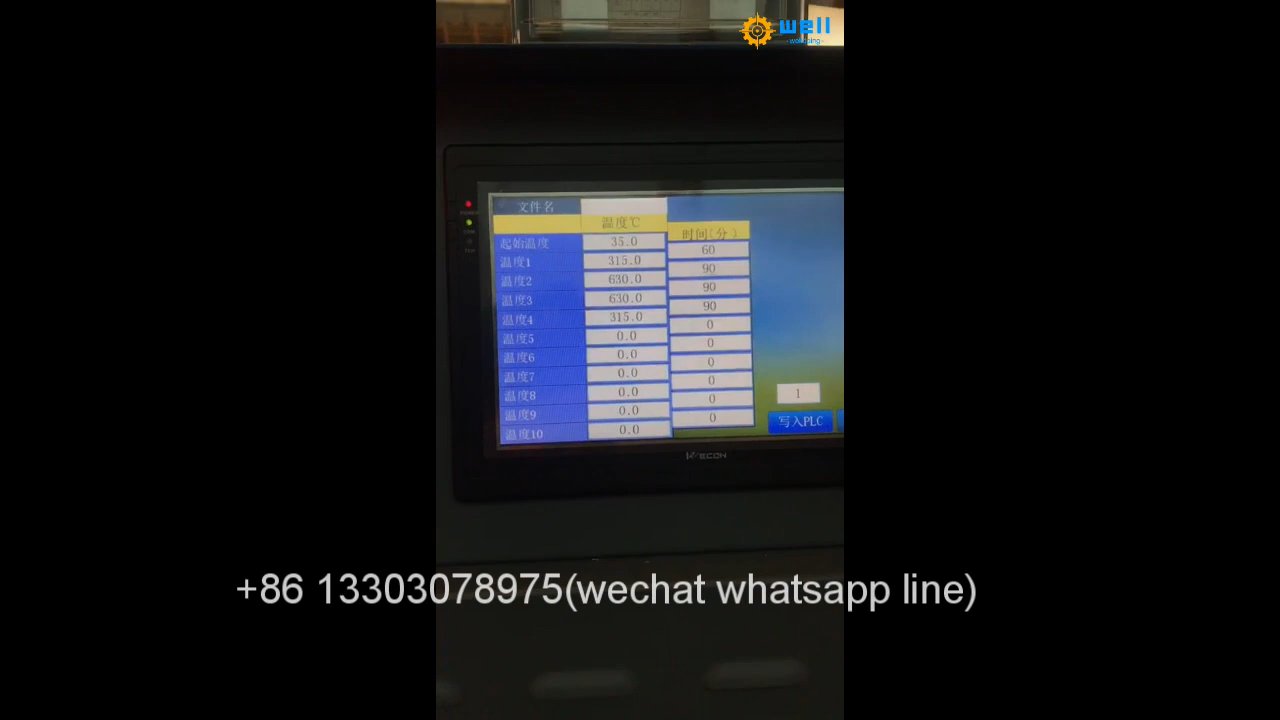 well
文件名
温度℃
时间(分)
起始温度 35.0
60
温度1 315.0
90
温度2 630.0
90
温度3 630.0
90
温度4 315.0
0
温度5 0.0
0
温度6 0.0
0
温度7 0.0
0
温度8 0.0
0
温度9 0.0
0
温度10 0.0
1
写入PLC
WECON
+86 13303078975(wechat whatsapp line)